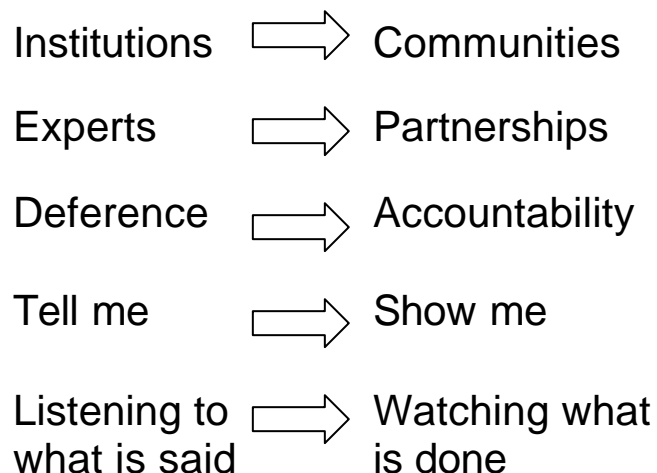 Institutions Communities
Experts Partnerships
Deference Accountability
Tell me Show me
Listening to Watching what
what is said is done